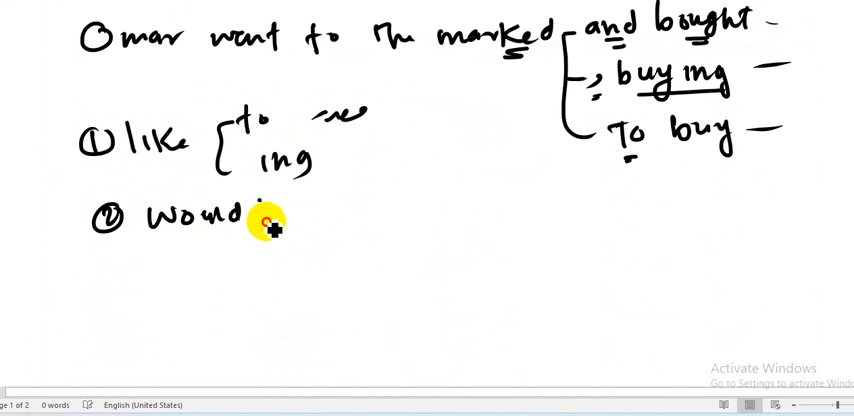 Omar went to the marked and bought -
, buying -
To buy -
① like to
ing
② Would
Activate Windows
Go to Settings to activate Windows
age 1 of 2 0 words English (United States)